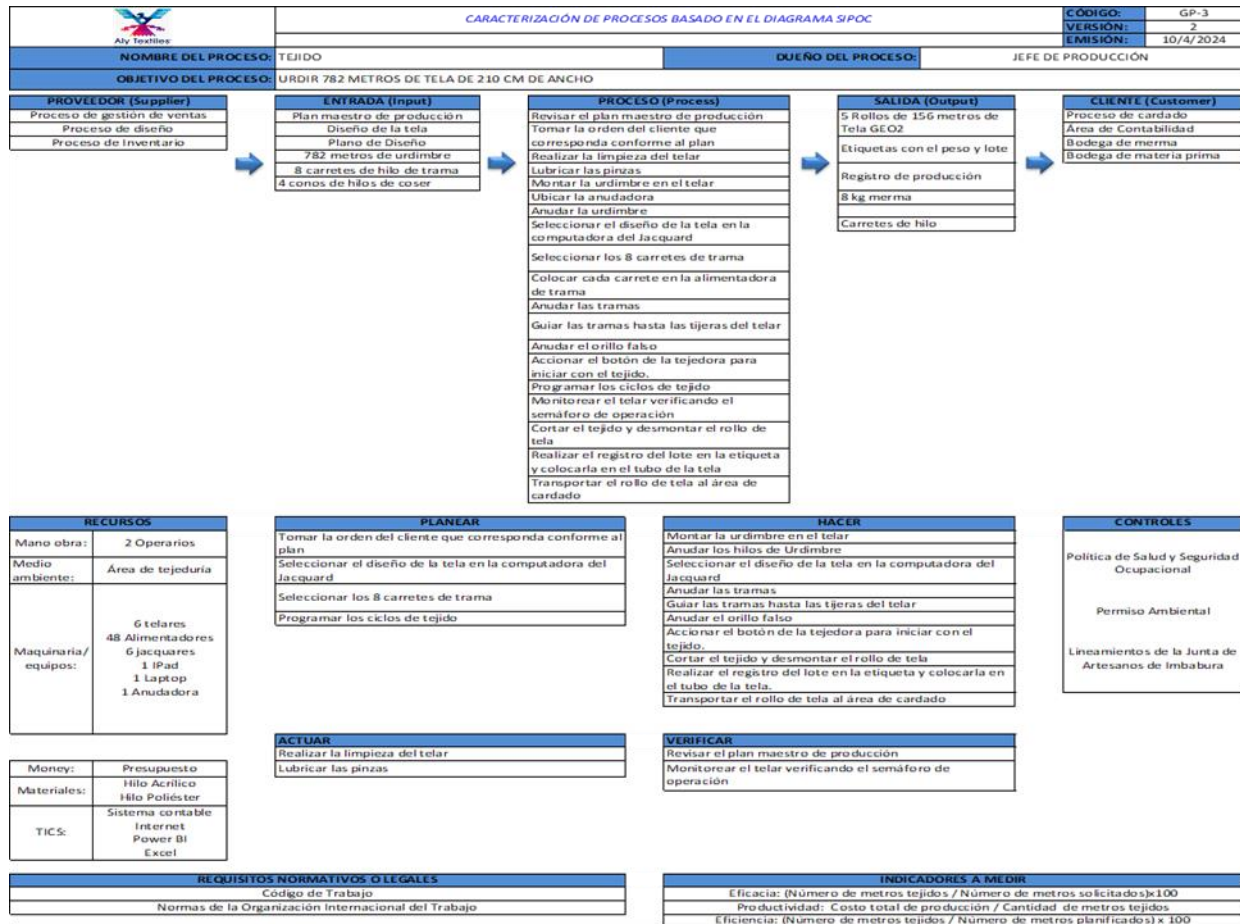 Aly Textiles
CARACTERIZACIÓN DE PROCESOS BASADO EN EL DIAGRAMA SIPOC
CÓDIGO: GP-3
VERSIÓN: 2
EMISIÓN: 10/4/2024
NOMBRE DEL PROCESO: TEJIDO
DUEÑO DEL PROCESO: JEFE DE PRODUCCIÓN
OBJETIVO DEL PROCESO: URDIR 782 METROS DE TELA DE 210 CM DE ANCHO
PROVEEDOR (Supplier)
Proceso de gestión de ventas
Proceso de diseño
Proceso de Inventario
ENTRADA (Input)
Plan maestro de producción
Diseño de la tela
Plano de Diseño
782 metros de urdimbre
8 carretes de hilo de trama
4 conos de hilos de coser
PROCESO (Process)
Revisar el plan maestro de producción
Tomar la orden del cliente que
corresponda conforme al plan
Realizar la limpieza del telar
Lubricar las pinzas
Montar la urdimbre en el telar
Ubicar la anudadora
Anudar la urdimbre
Seleccionar el diseño de la tela en la
computadora del Jacquard
Seleccionar los 8 carretes de trama
Colocar cada carrete en la alimentadora
de trama
Anudar las tramas
Guiar las tramas hasta las tijeras del telar
Anudar el orillo falso
Accionar el botón de la tejedora para
iniciar con el tejido.
Programar los ciclos de tejido
Monitorear el telar verificando el
semáforo de operación
Cortar el tejido y desmontar el rollo de
tela
Realizar el registro del lote en la etiqueta
y colocarla en el tubo de la tela
Transportar el rollo de tela al área de
cardado
SALIDA (Output)
5 Rollos de 156 metros de
Tela GEO2
Etiquetas con el peso y lote
Registro de producción
8 kg merma
Carretes de hilo
CLIENTE (Customer)
Proceso de cardado
Área de Contabilidad
Bodega de merma
Bodega de materia prima
RECURSOS
Mano obra: 2 Operarios
Medio
ambiente: Área de tejeduría
Maquinaria/
equipos:
6 telares
48 Alimentadores
6 jacquares
1 IPad
1 Laptop
1 Anudadora
Money: Presupuesto
Materiales: Hilo Acrílico
Hilo Poliéster
TICS: Sistema contable
Internet
Power BI
Excel
PLANEAR
Tomar la orden del cliente que corresponda conforme al
plan
Seleccionar el diseño de la tela en la computadora del
Jacquard
Seleccionar los 8 carretes de trama
Programar los ciclos de tejido
HACER
Montar la urdimbre en el telar
Anudar los hilos de Urdimbre
Seleccionar el diseño de la tela en la computadora del
Jacquard
Anudar las tramas
Guiar las tramas hasta las tijeras del telar
Anudar el orillo falso
Accionar el botón de la tejedora para iniciar con el
tejido.
Cortar el tejido y desmontar el rollo de tela
Realizar el registro del lote en la etiqueta y colocarla en
el tubo de la tela.
Transportar el rollo de tela al área de cardado
CONTROLES
Política de Salud y Seguridad
Ocupacional
Permiso Ambiental
Lineamientos de la Junta de
Artesanos de Imbabura
ACTUAR
Realizar la limpieza del telar
Lubricar las pinzas
VERIFICAR
Revisar el plan maestro de producción
Monitorear el telar verificando el semáforo de
operación
REQUISITOS NORMATIVOS O LEGALES
Código de Trabajo
Normas de la Organización Internacional del Trabajo
INDICADORES A MEDIR
Eficacia: (Número de metros tejidos / Número de metros solicitados)x100
Productividad: Costo total de producción / Cantidad de metros tejidos
Eficiencia: (Número de metros tejidos / Número de metros planificados) x 100